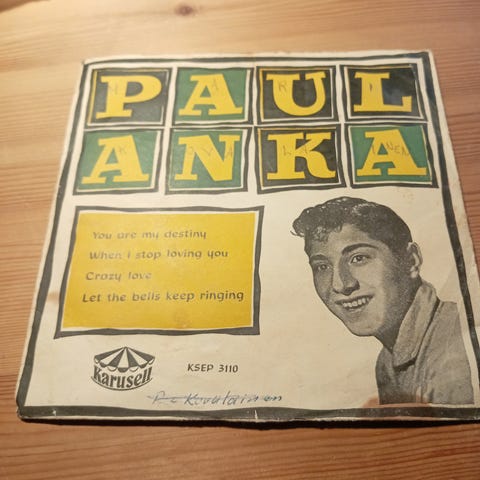 PAUL
ANKA
You are my destiny
When i stop loving you
Crazy love
Let the bells keep ringing
Karusell
KSEP 3110